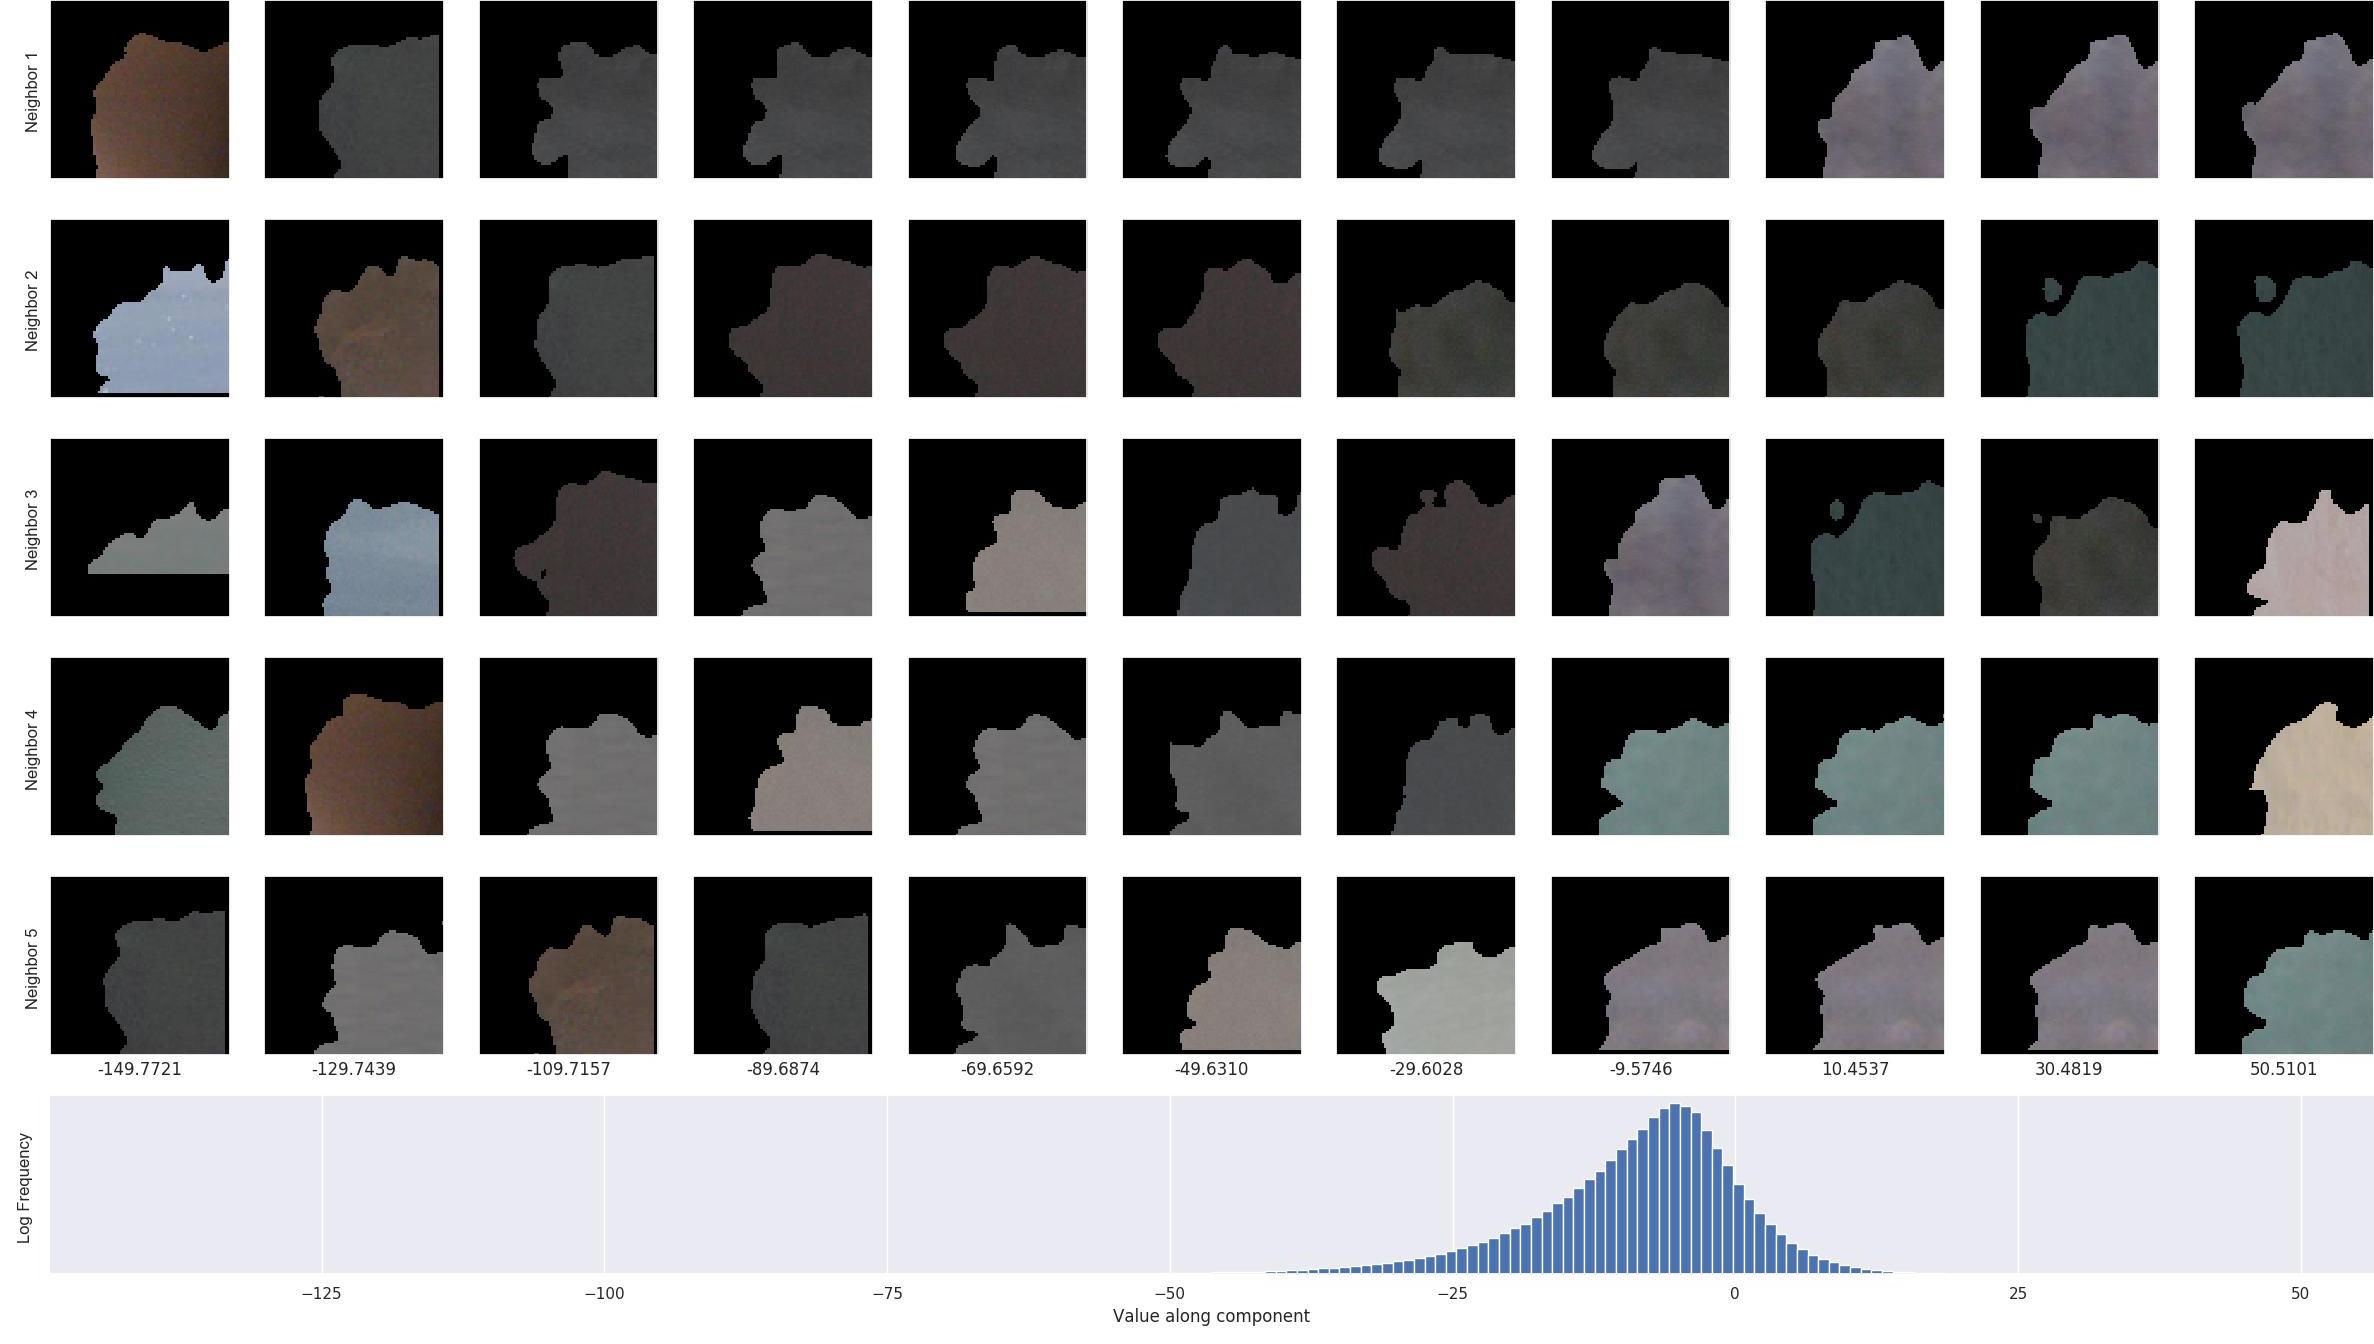 Neighbor 1
Neighbor 2
Neighbor 3
Neighbor 4
Neighbor 5
-149.7721 -129.7439 -109.7157 -89.6874 -69.6592 -49.6310 -29.6028 -9.5746 10.4537 30.4819 50.5101
Log Frequency
−125 −100 −75 −50 −25 0 25 50
Value along component